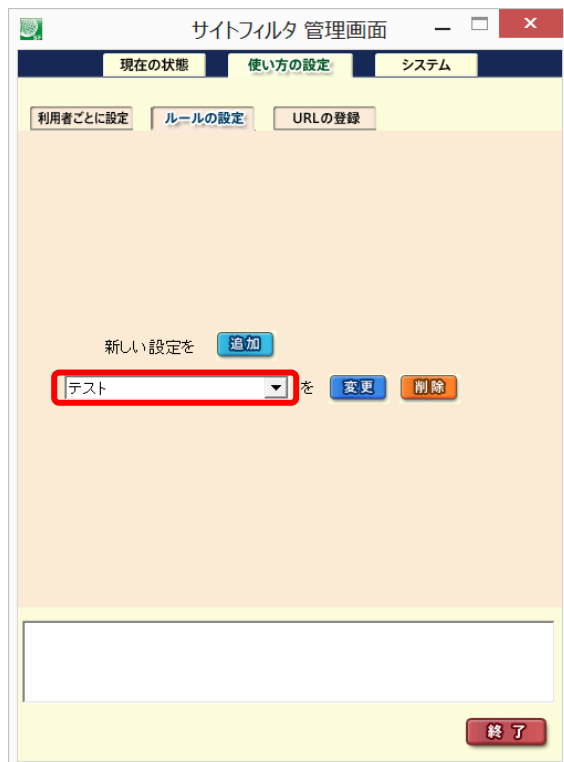 サイトフィルタ 管理画面
現在の状態 使い方の設定 システム
利用者ごとに設定 ルールの設定 URLの登録
新しい設定を 追加
テスト を 変更 削除
終了